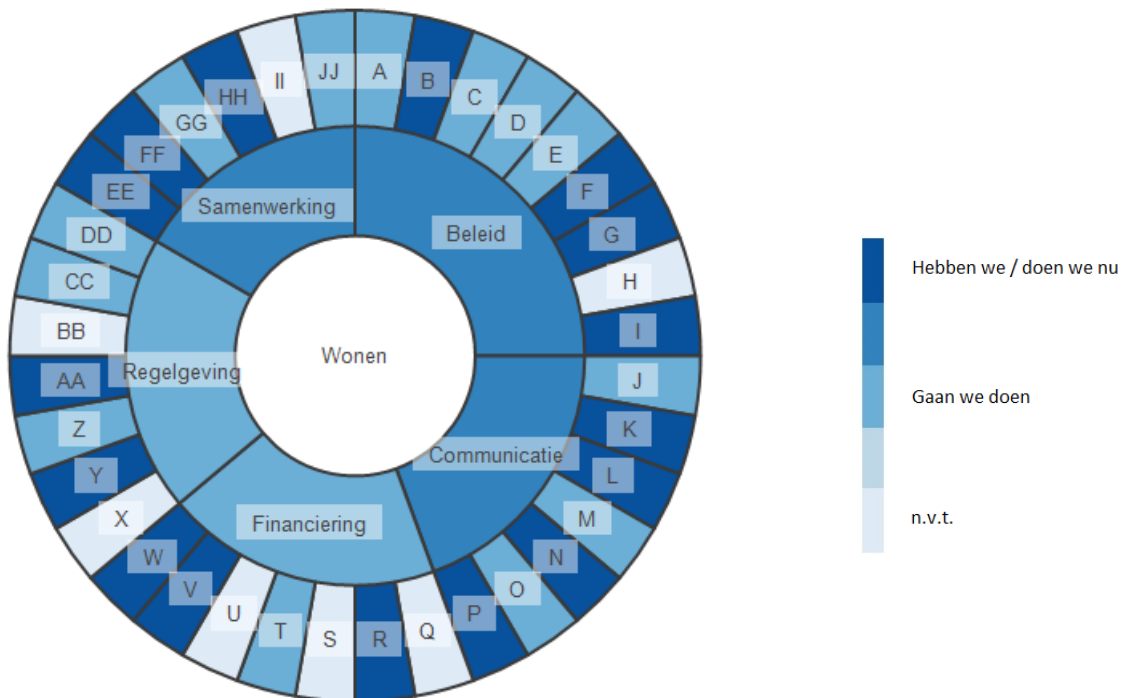 A
B
C
D
E
F
G
H
I
J
K
L
M
N
O
P
Q
R
S
T
U
V
W
X
Y
Z
AA
BB
CC
DD
EE
FF
GG
HH
II
JJ
Samenwerking
Beleid
Wonen
Regelgeving
Communicatie
Financiering
Hebben we / doen we nu
Gaan we doen
n.v.t.